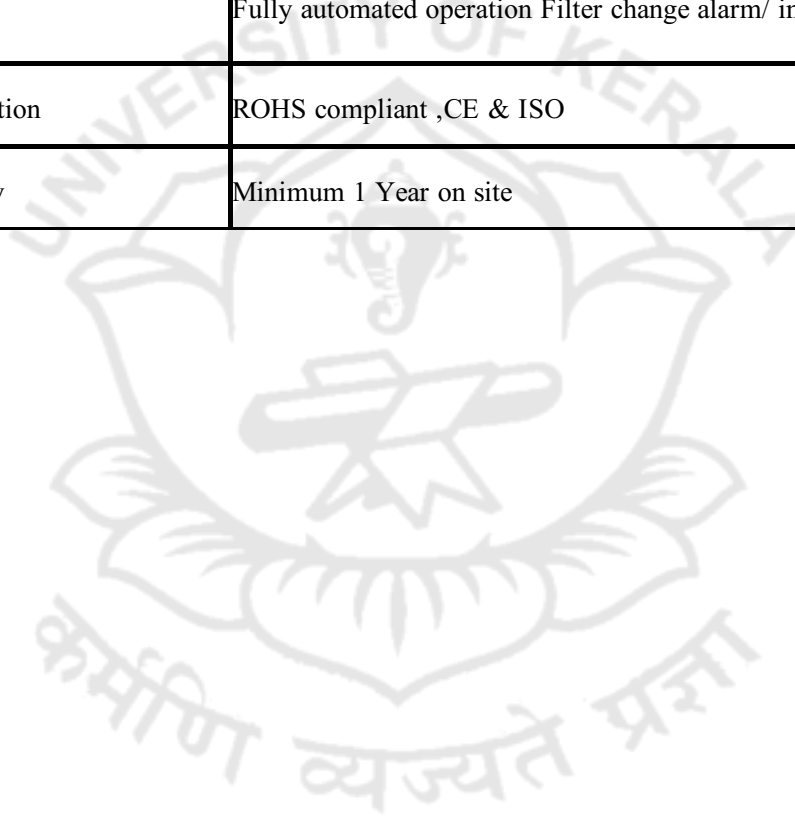 Fully automated operation Filter change alarm/ in
tion ROHS compliant ,CE & ISO
y Minimum 1 Year on site
UNIVERSITY OF KERALA
कर्मणि व्यज्यते प्रज्ञा